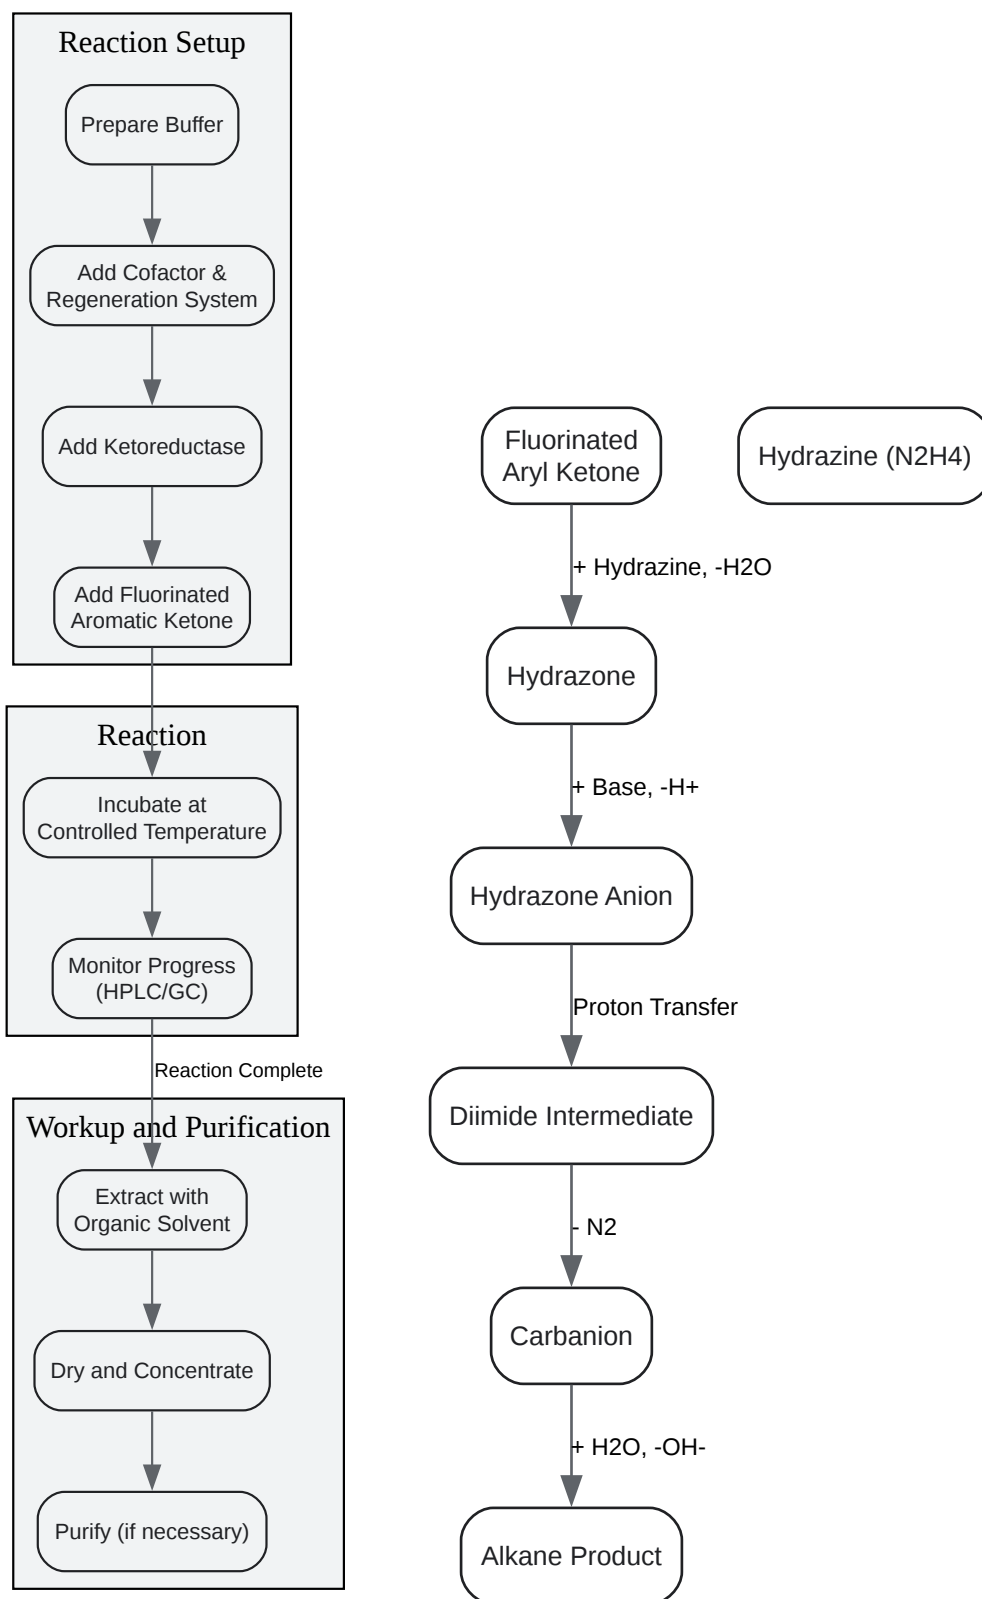 Reaction Setup
Prepare Buffer
Add Cofactor &
Regeneration System
Add Ketoreductase
Add Fluorinated
Aromatic Ketone
Reaction
Incubate at
Controlled Temperature
Monitor Progress
(HPLC/GC)
Reaction Complete
Workup and Purification
Extract with
Organic Solvent
Dry and Concentrate
Purify (if necessary)
Fluorinated
Aryl Ketone
Hydrazine (N2H4)
+ Hydrazine, -H2O
Hydrazone
+ Base, -H+
Hydrazone Anion
Proton Transfer
Diimide Intermediate
- N2
Carbanion
+ H2O, -OH-
Alkane Product